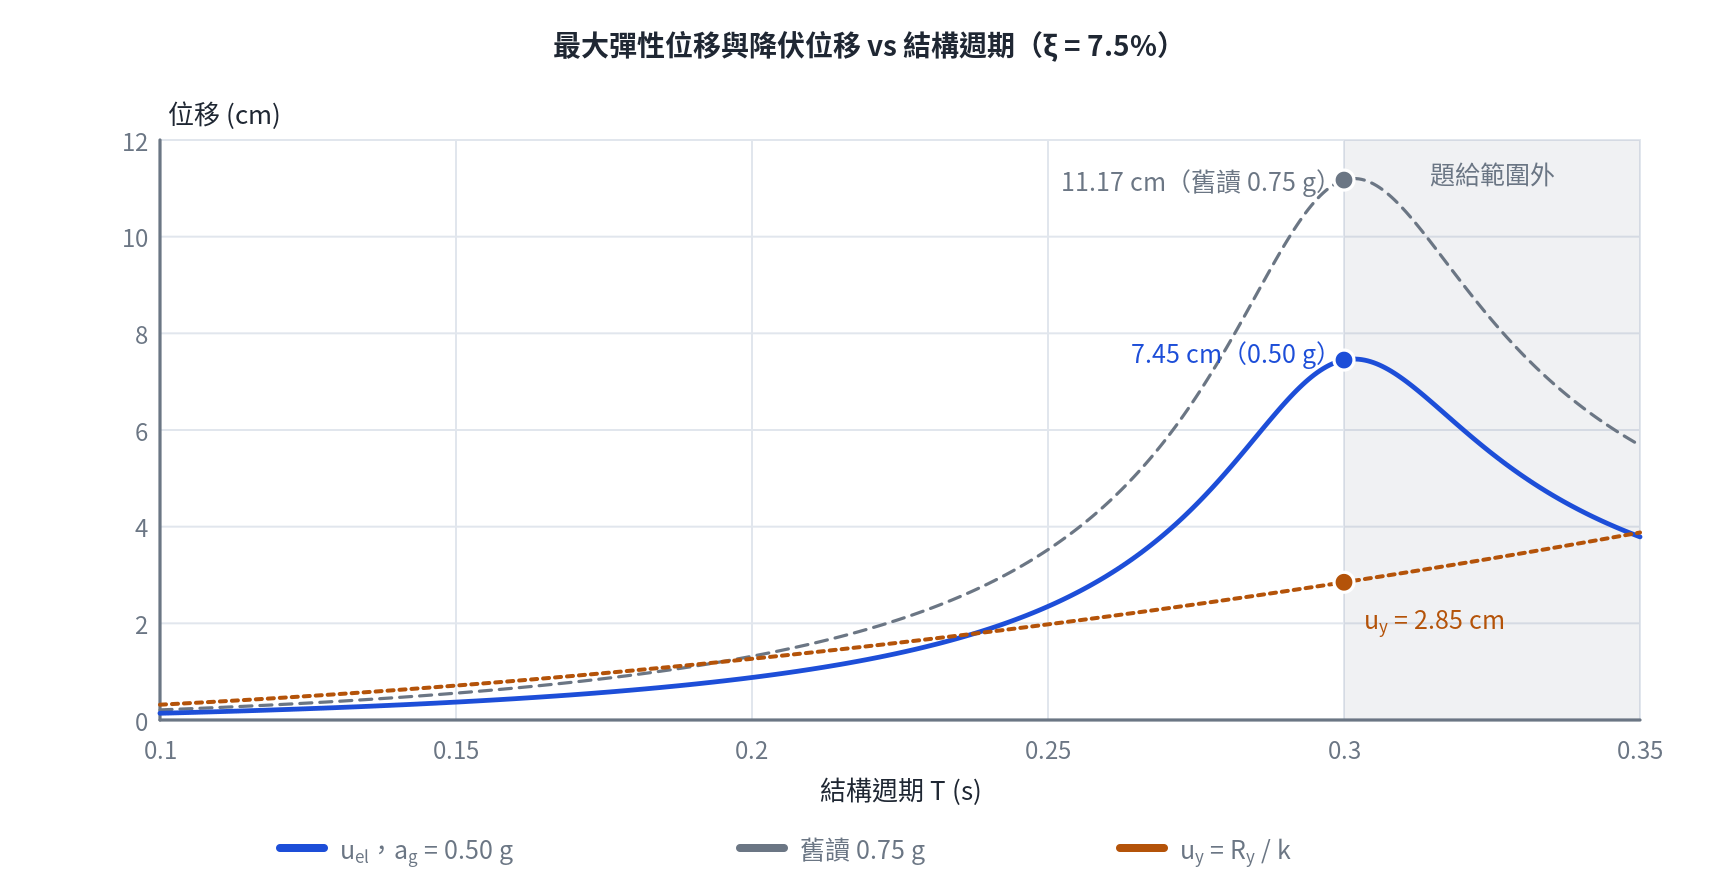 最大彈性位移與降伏位移 vs 結構週期（ξ = 7.5%）
位移 (cm)
12
10
8
6
4
2
0
11.17 cm（舊讀 0.75 g）
題給範圍外
7.45 cm（0.50 g）
uy = 2.85 cm
0.1 0.15 0.2 0.25 0.3 0.35
結構週期 T (s)
uel，ag = 0.50 g
舊讀 0.75 g
uy = Ry / k